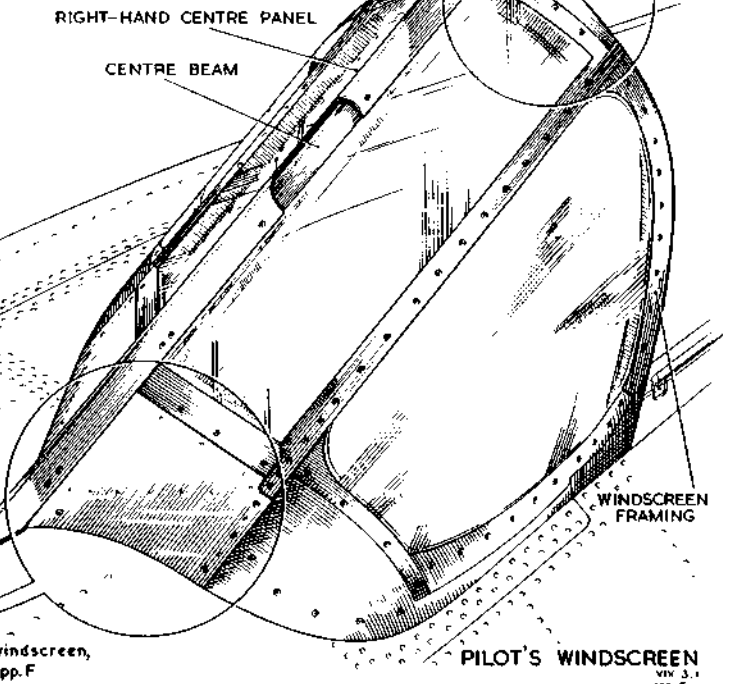 RIGHT-HAND CENTRE PANEL
CENTRE BEAM
WINDSCREEN
FRAMING
windscreen,
pp. F
PILOT'S WINDSCREEN